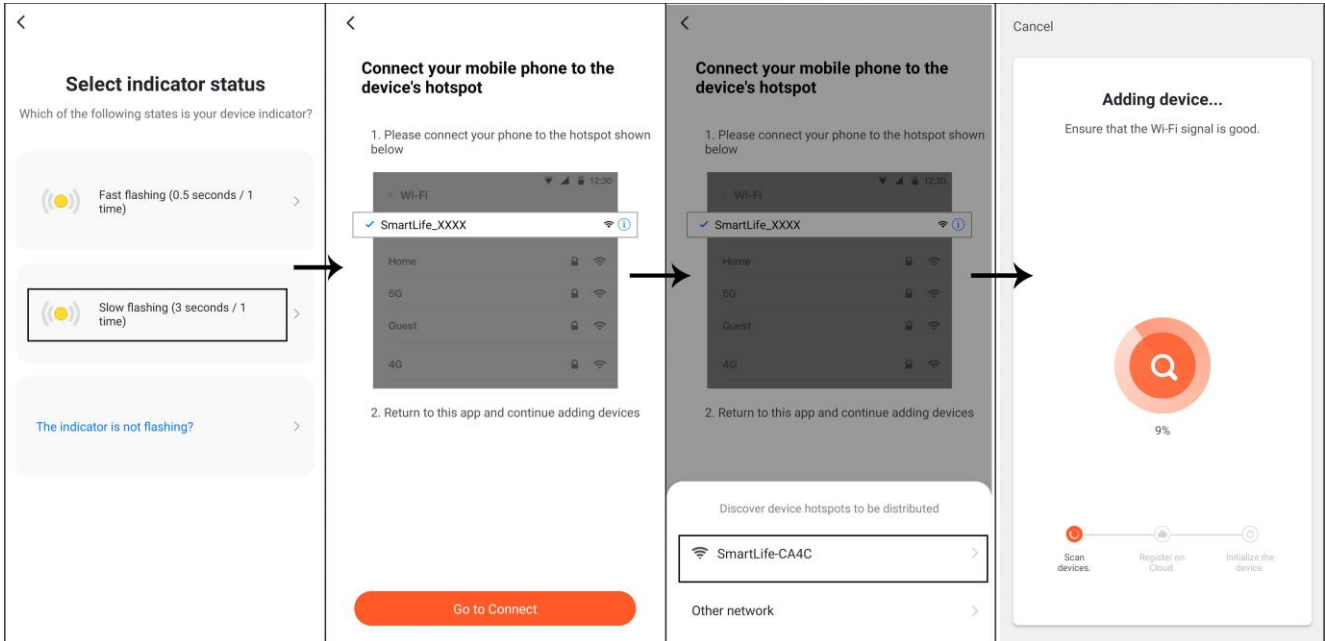 Select indicator status
Which of the following states is your device indicator?
Fast flashing (0.5 seconds / 1
time)
Slow flashing (3 seconds / 1
time)
The indicator is not flashing?
Connect your mobile phone to the
device's hotspot
1. Please connect your phone to the hotspot shown
below
12:30
Wi-Fi
SmartLife_XXXX
Home
5G
Guest
4G
2. Return to this app and continue adding devices
Go to Connect
Connect your mobile phone to the
device's hotspot
1. Please connect your phone to the hotspot shown
below
12:30
Wi-Fi
SmartLife_XXXX
Home
5G
Guest
4G
2. Return to this app and continue adding devices
Discover device hotspots to be distributed
SmartLife-CA4C
Other network
Cancel
Adding device...
Ensure that the Wi-Fi signal is good.
9%
Scan
devices.
Register on
Cloud.
Initialize the
device.